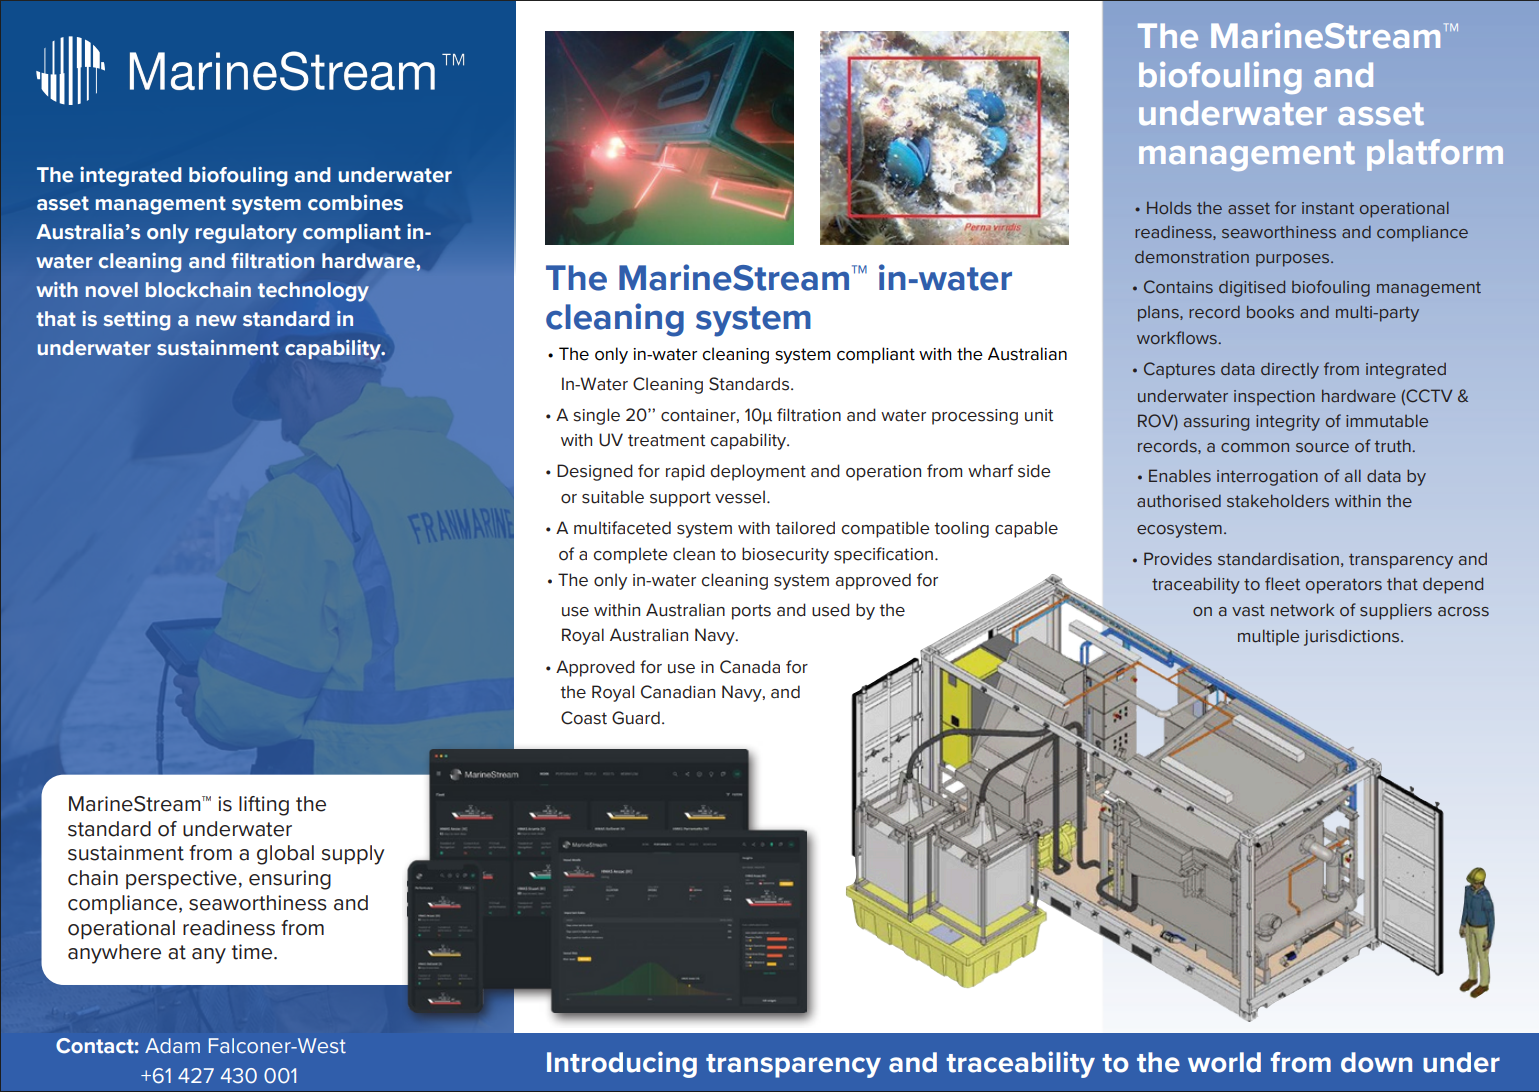 MarineStream™
The integrated biofouling and underwater
asset management system combines
Australia's only regulatory compliant in-
water cleaning and filtration hardware,
with novel blockchain technology
that is setting a new standard in
underwater sustainment capability.
FRANMARINE
MarineStream™ is lifting the
standard of underwater
sustainment from a global supply
chain perspective, ensuring
compliance, seaworthiness and
operational readiness from
anywhere at any time.
Contact: Adam Falconer-West
+61 427 430 001
Perna viridis
The MarineStream™ in-water
cleaning system
• The only in-water cleaning system compliant with the Australian
In-Water Cleaning Standards.
• A single 20’’ container, 10µ filtration and water processing unit
with UV treatment capability.
• Designed for rapid deployment and operation from wharf side
or suitable support vessel.
• A multifaceted system with tailored compatible tooling capable
of a complete clean to biosecurity specification.
• The only in-water cleaning system approved for
use within Australian ports and used by the
Royal Australian Navy.
• Approved for use in Canada for
the Royal Canadian Navy, and
Coast Guard.
MarineStream
MarineStream
The MarineStream™
biofouling and
underwater asset
management platform
• Holds the asset for instant operational
readiness, seaworthiness and compliance
demonstration purposes.
• Contains digitised biofouling management
plans, record books and multi-party
workflows.
• Captures data directly from integrated
underwater inspection hardware (CCTV &
ROV) assuring integrity of immutable
records, a common source of truth.
• Enables interrogation of all data by
authorised stakeholders within the
ecosystem.
• Provides standardisation, transparency and
traceability to fleet operators that depend
on a vast network of suppliers across
multiple jurisdictions.
Introducing transparency and traceability to the world from down under